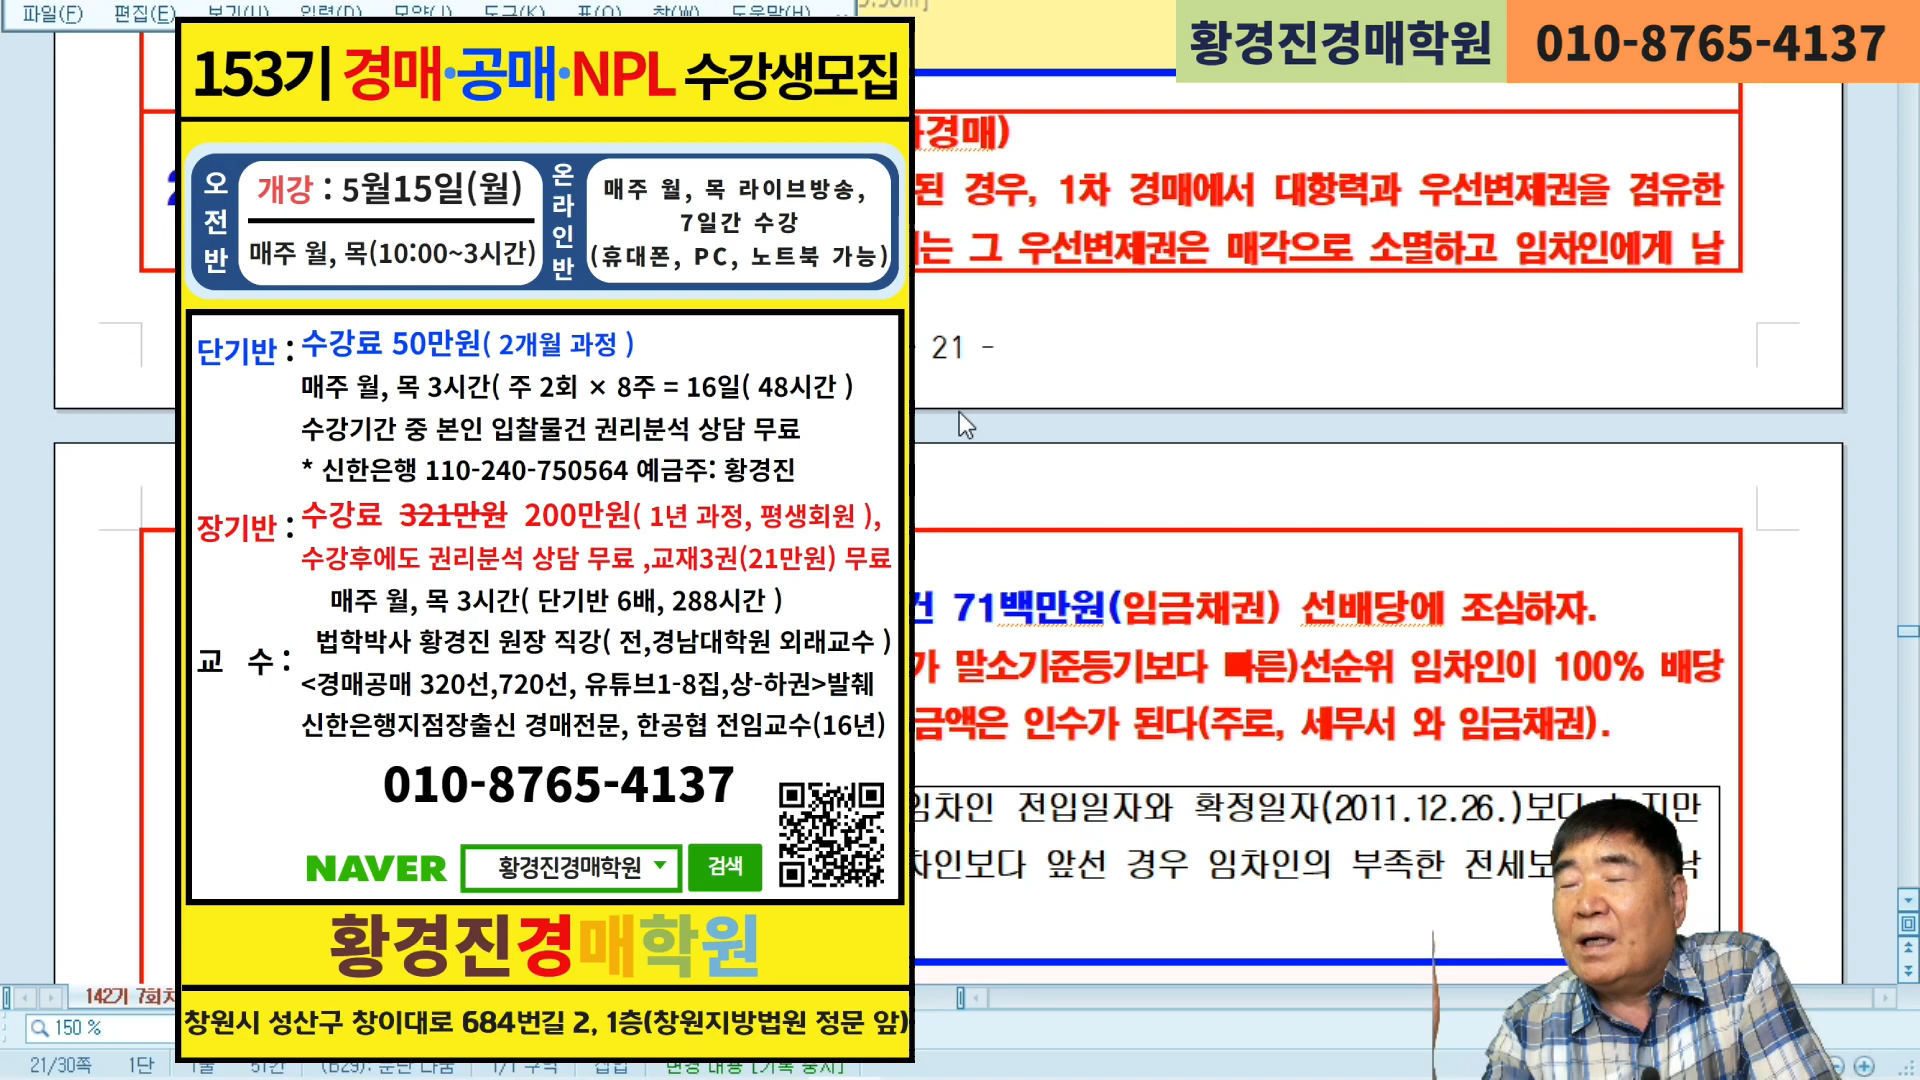 파일(F) 편집(E) 보기(U) 입력(D) 모양(J) 도구(K) 표(Q) 창(W) 도움말(H)
황경진경매학원 010-8765-4137
153기 경매·공매·NPL 수강생모집
오전반
개강 : 5월15일(월)
매주 월, 목(10:00~3시간)
온라인반
매주 월, 목 라이브방송,
7일간 수강
(휴대폰, PC, 노트북 가능)
단기반 : 수강료 50만원( 2개월 과정 )
매주 월, 목 3시간( 주 2회 × 8주 = 16일( 48시간 )
수강기간 중 본인 입찰물건 권리분석 상담 무료
* 신한은행 110-240-750564 예금주: 황경진
장기반 : 수강료 321만원 200만원( 1년 과정, 평생회원 ),
수강후에도 권리분석 상담 무료 ,교재3권(21만원) 무료
매주 월, 목 3시간( 단기반 6배, 288시간 )
교 수 : 법학박사 황경진 원장 직강( 전,경남대학원 외래교수 )
<경매공매 320선,720선, 유튜브1-8집,상-하권>발췌
신한은행지점장출신 경매전문, 한공협 전임교수(16년)
010-8765-4137
NAVER 황경진경매학원 검색
황경진경매학원
창원시 성산구 창이대로 684번길 2, 1층(창원지방법원 정문 앞)
경매)
된 경우, 1차 경매에서 대항력과 우선변제권을 겸유한
는 그 우선변제권은 매각으로 소멸하고 임차인에게 남
21 -
건 71백만원(임금채권) 선배당에 조심하자.
가 말소기준등기보다 빠른)선순위 임차인이 100% 배당
금액은 인수가 된다(주로, 세무서 와 임금채권).
임차인 전입일자와 확정일자(2011.12.26.)보다 지만
차인보다 앞선 경우 임차인의 부족한 전세보
142기 7회차
150 %
21/30쪽 1단